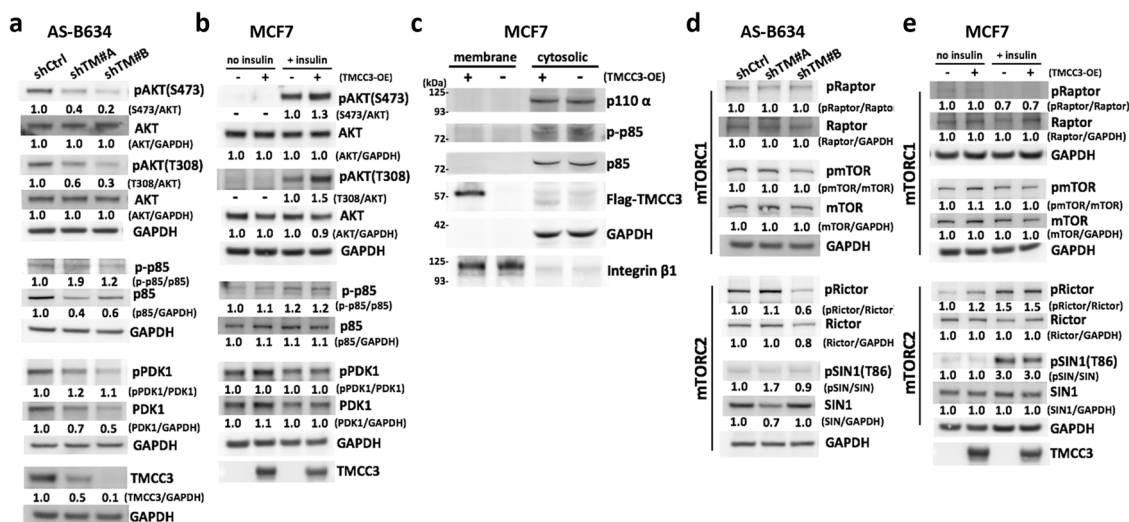 a
AS-B634
shCtrl shTM#A shTM#B
pAKT(S473)
1.0 0.4 0.2 (S473/AKT)
AKT
1.0 1.0 1.0 (AKT/GAPDH)
pAKT(T308)
1.0 0.6 0.3 (T308/AKT)
AKT
1.0 1.0 1.0 (AKT/GAPDH)
GAPDH
p-p85
1.0 1.9 1.2 (p-p85/p85)
p85
1.0 0.4 0.6 (p85/GAPDH)
GAPDH
pPDK1
1.0 1.2 1.1 (pPDK1/PDK1)
PDK1
1.0 0.7 0.5 (PDK1/GAPDH)
GAPDH
TMCC3
1.0 0.5 0.1 (TMCC3/GAPDH)
GAPDH
b
MCF7
no insulin + insulin
- + - + (TMCC3-OE)
pAKT(S473)
- - 1.0 1.3 (S473/AKT)
AKT
1.0 1.0 1.0 1.0 (AKT/GAPDH)
pAKT(T308)
- - 1.0 1.5 (T308/AKT)
AKT
1.0 1.0 1.0 0.9 (AKT/GAPDH)
GAPDH
p-p85
1.0 1.1 1.2 1.2 (p-p85/p85)
p85
1.0 1.1 1.1 1.1 (p85/GAPDH)
pPDK1
1.0 1.0 1.0 1.0 (pPDK1/PDK1)
PDK1
1.0 1.1 1.0 1.0 (PDK1/GAPDH)
GAPDH
TMCC3
c
MCF7
membrane cytosolic
(kDa) + - + - (TMCC3-OE)
125-
p110 α
93-
125-
p-p85
72-
93-
p85
57-
72-
Flag-TMCC3
57-
42-
GAPDH
125-
Integrin β1
93-
d
AS-B634
shCtrl shTM#A shTM#B
mTORC1
pRaptor
1.0 1.0 1.0 (pRaptor/Raptor)
Raptor
1.0 1.0 1.0 (Raptor/GAPDH)
pmTOR
1.0 1.0 1.0 (pmTOR/mTOR)
mTOR
1.0 1.0 1.0 (mTOR/GAPDH)
GAPDH
mTORC2
pRictor
1.0 1.1 0.6 (pRictor/Rictor)
Rictor
1.0 1.0 0.8 (Rictor/GAPDH)
pSIN1(T86)
1.0 1.7 0.9 (pSIN/SIN)
SIN1
1.0 0.7 1.0 (SIN/GAPDH)
GAPDH
e
MCF7
no insulin + insulin
- + - + (TMCC3-OE)
mTORC1
pRaptor
1.0 1.0 0.7 0.7 (pRaptor/Raptor)
Raptor
1.0 1.0 1.0 1.0 (Raptor/GAPDH)
GAPDH
pmTOR
1.0 1.1 1.0 1.0 (pmTOR/mTOR)
mTOR
1.0 1.0 1.0 1.0 (mTOR/GAPDH)
GAPDH
mTORC2
pRictor
1.0 1.2 1.5 1.5 (pRictor/Rictor)
Rictor
1.0 1.0 1.0 1.0 (Rictor/GAPDH)
pSIN1(T86)
1.0 1.0 3.0 3.0 (pSIN/SIN)
SIN1
1.0 1.0 1.0 1.0 (SIN1/GAPDH)
GAPDH
TMCC3